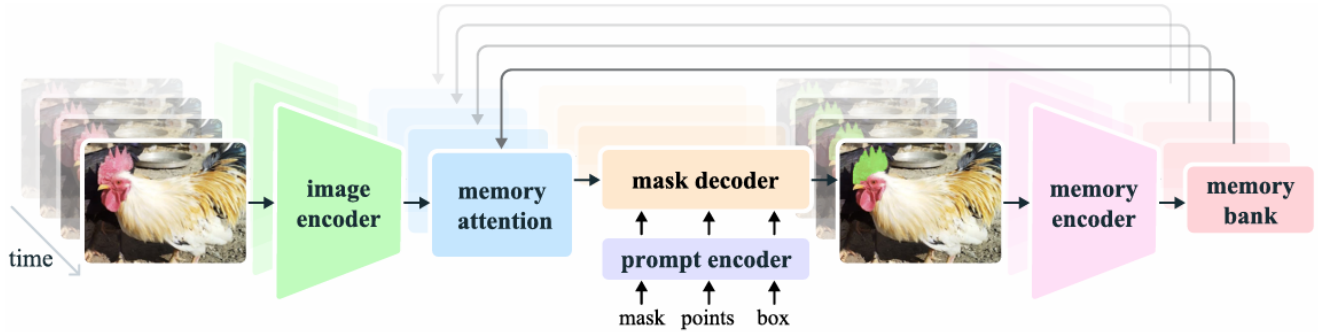 time
image
encoder
memory
attention
mask decoder
prompt encoder
mask points box
memory
encoder
memory
bank